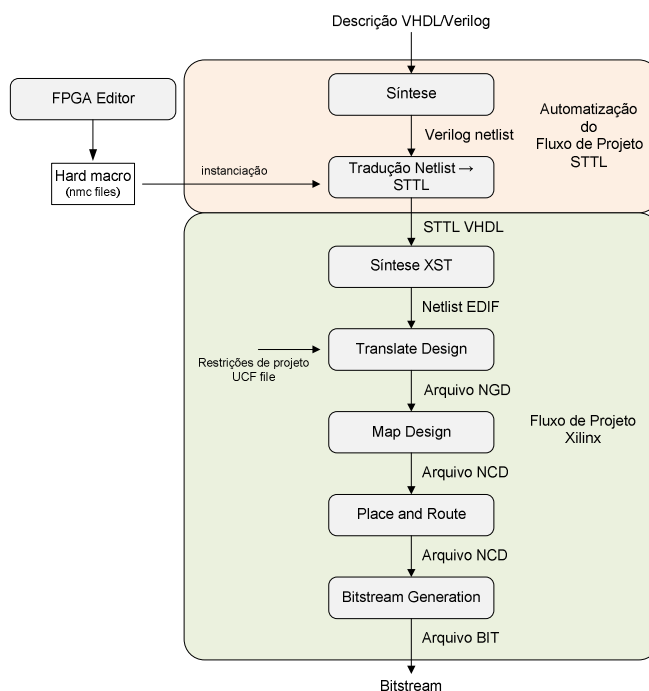 Descrição VHDL/Verilog
FPGA Editor
Síntese
Automatização
do
Fluxo de Projeto
STTL
Verilog netlist
Hard macro
(nmc files)
instanciação
Tradução Netlist →
STTL
STTL VHDL
Síntese XST
Netlist EDIF
Restrições de projeto
UCF file
Translate Design
Arquivo NGD
Map Design
Fluxo de Projeto
Xilinx
Arquivo NCD
Place and Route
Arquivo NCD
Bitstream Generation
Arquivo BIT
Bitstream